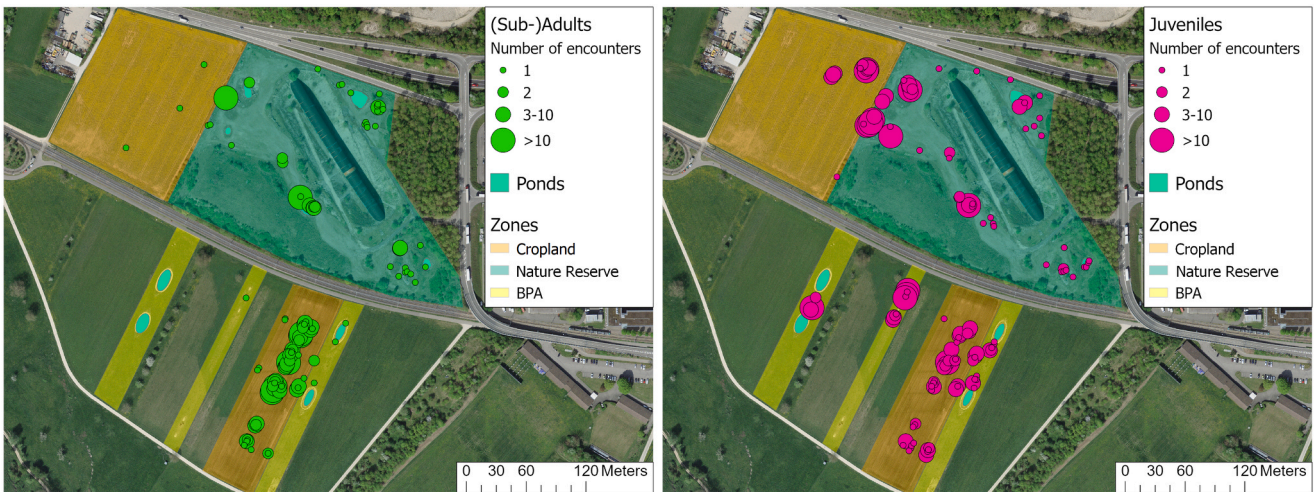 (Sub-)Adults
Number of encounters
1
2
3-10
>10
Ponds
Zones
Cropland
Nature Reserve
BPA
0 30 60 120 Meters
Juveniles
Number of encounters
1
2
3-10
>10
Ponds
Zones
Cropland
Nature Reserve
BPA
0 30 60 120 Meters